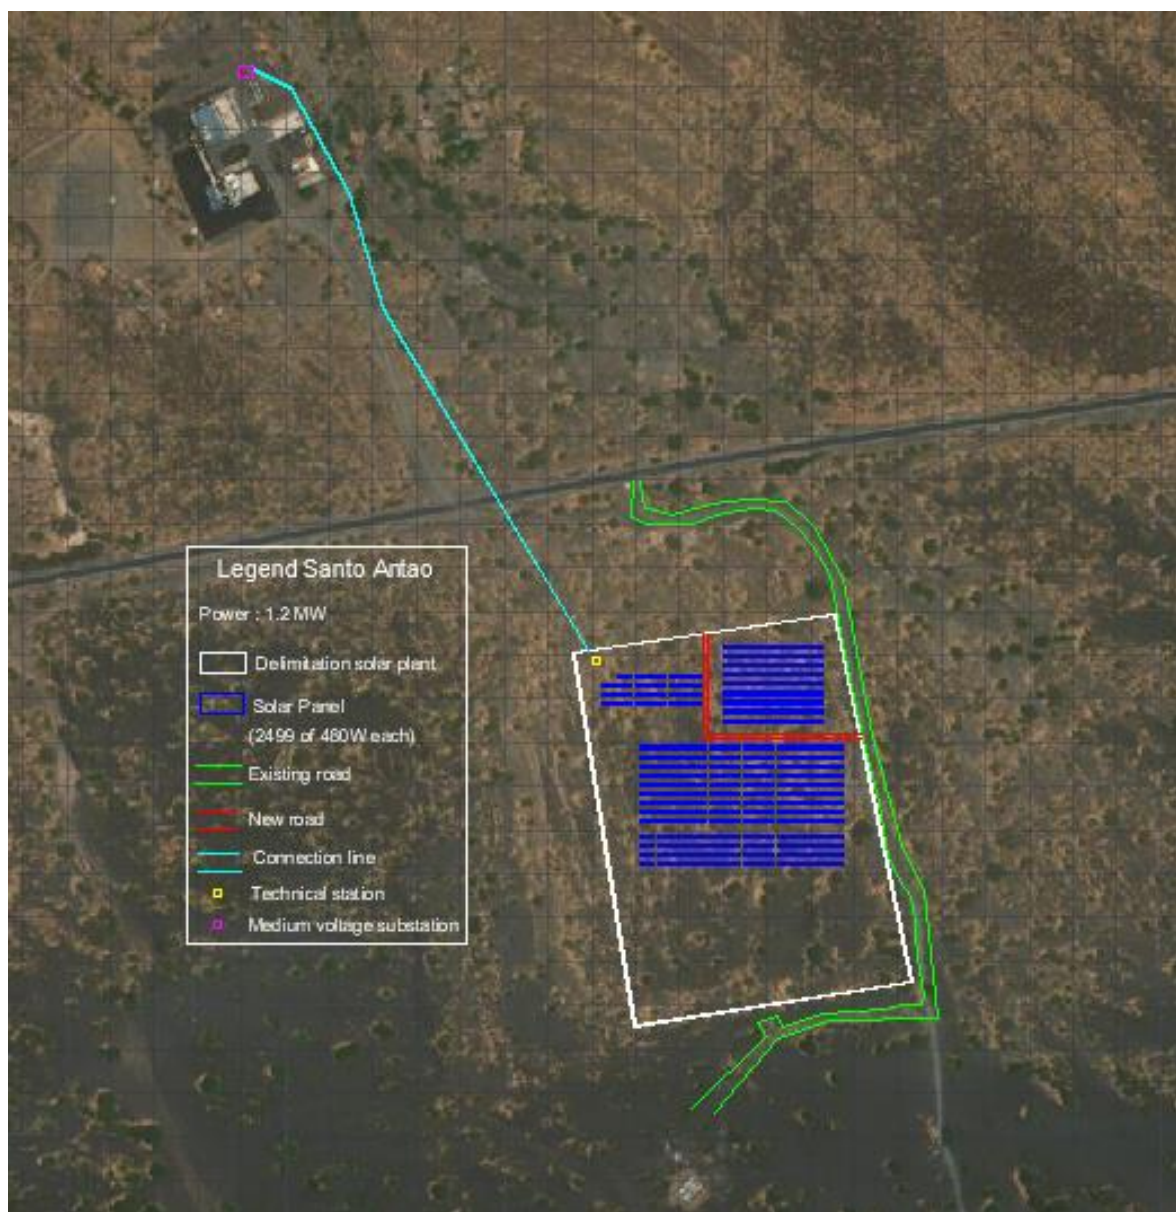 Legend Santo Antao
Power : 1.2 MW
Delimitation solar plant
Solar Panel
(2499 of 480W each)
Existing road
New road
Connection line
Technical station
Medium voltage substation